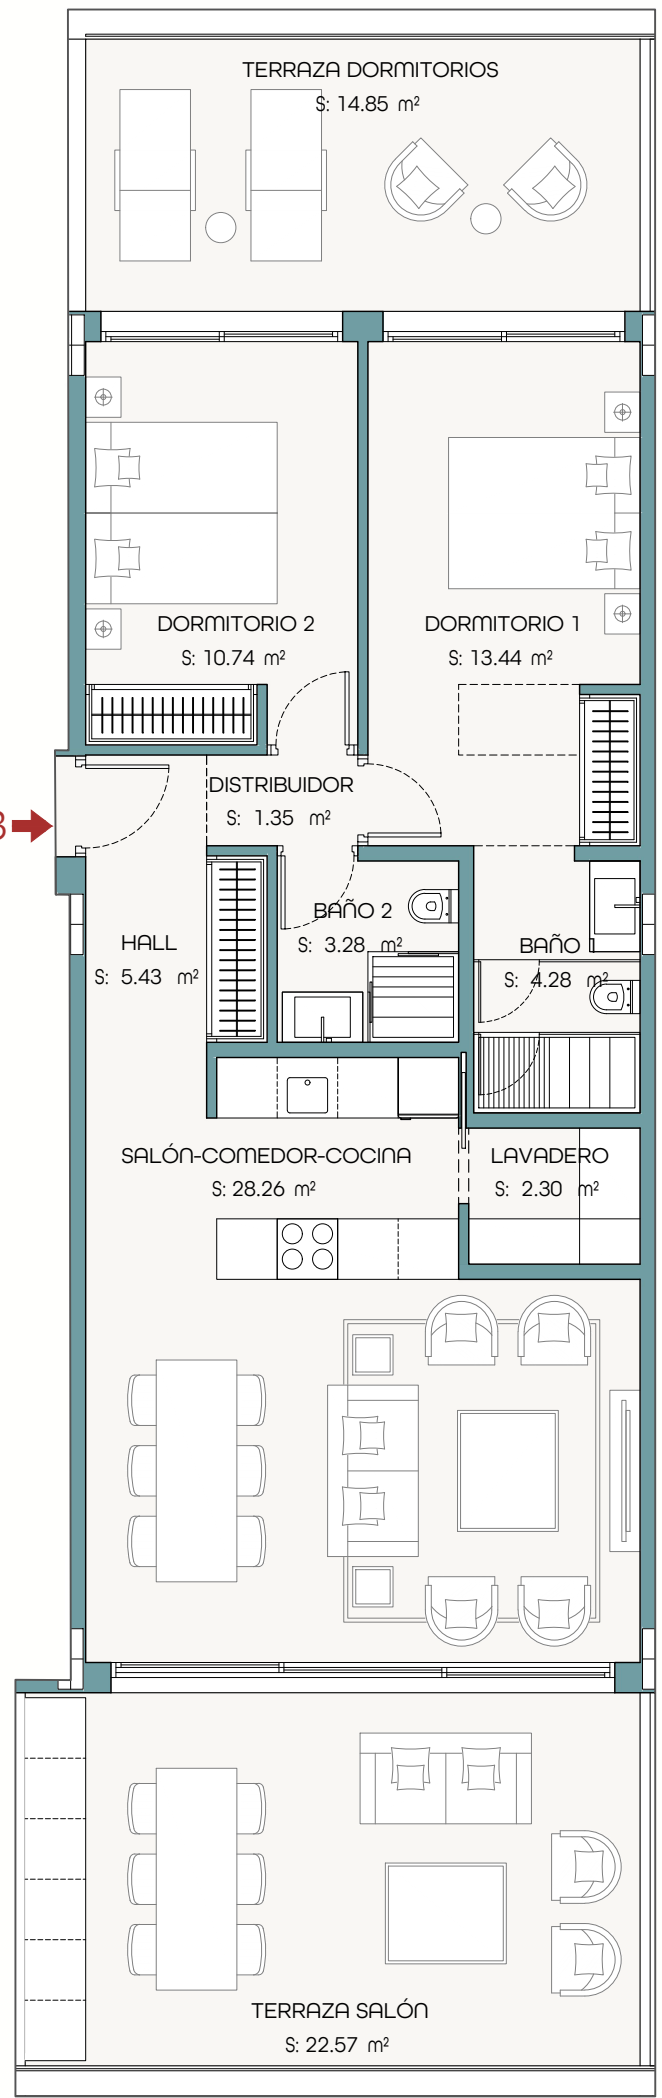 TERRAZA DORMITORIOS
S: 14.85 m²
DORMITORIO 2
S: 10.74 m²
DORMITORIO 1
S: 13.44 m²
DISTRIBUIDOR
S: 1.35 m²
BAÑO 2
S: 3.28 m²
HALL
S: 5.43 m²
BAÑO 1
S: 4.28 m²
SALÓN-COMEDOR-COCINA
S: 28.26 m²
LAVADERO
S: 2.30 m²
TERRAZA SALÓN
S: 22.57 m²